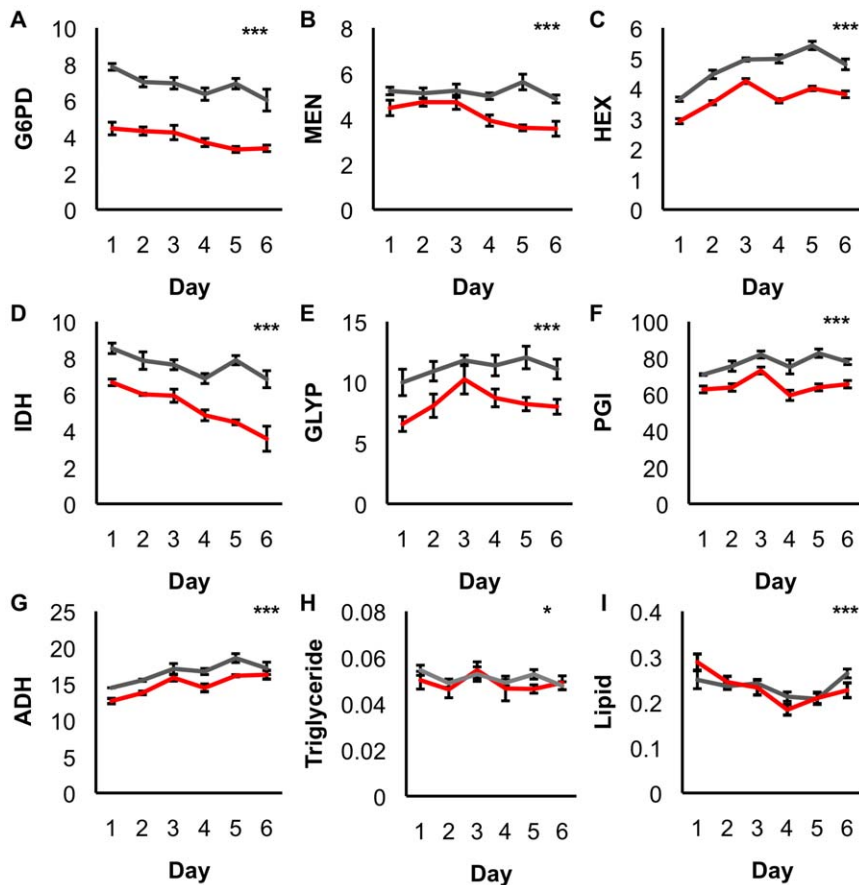 A
G6PD
***
10
8
6
4
2
0
1 2 3 4 5 6
Day
B
MEN
***
8
6
4
2
0
1 2 3 4 5 6
Day
C
HEX
***
6
5
4
3
2
1
0
1 2 3 4 5 6
Day
D
IDH
***
10
8
6
4
2
0
1 2 3 4 5 6
Day
E
GLYP
***
15
10
5
0
1 2 3 4 5 6
Day
F
PGI
***
100
80
60
40
20
0
1 2 3 4 5 6
Day
G
ADH
***
25
20
15
10
5
0
1 2 3 4 5 6
Day
H
Triglyceride
*
0.08
0.06
0.04
0.02
0
1 2 3 4 5 6
Day
I
Lipid
***
0.4
0.3
0.2
0.1
0
1 2 3 4 5 6
Day